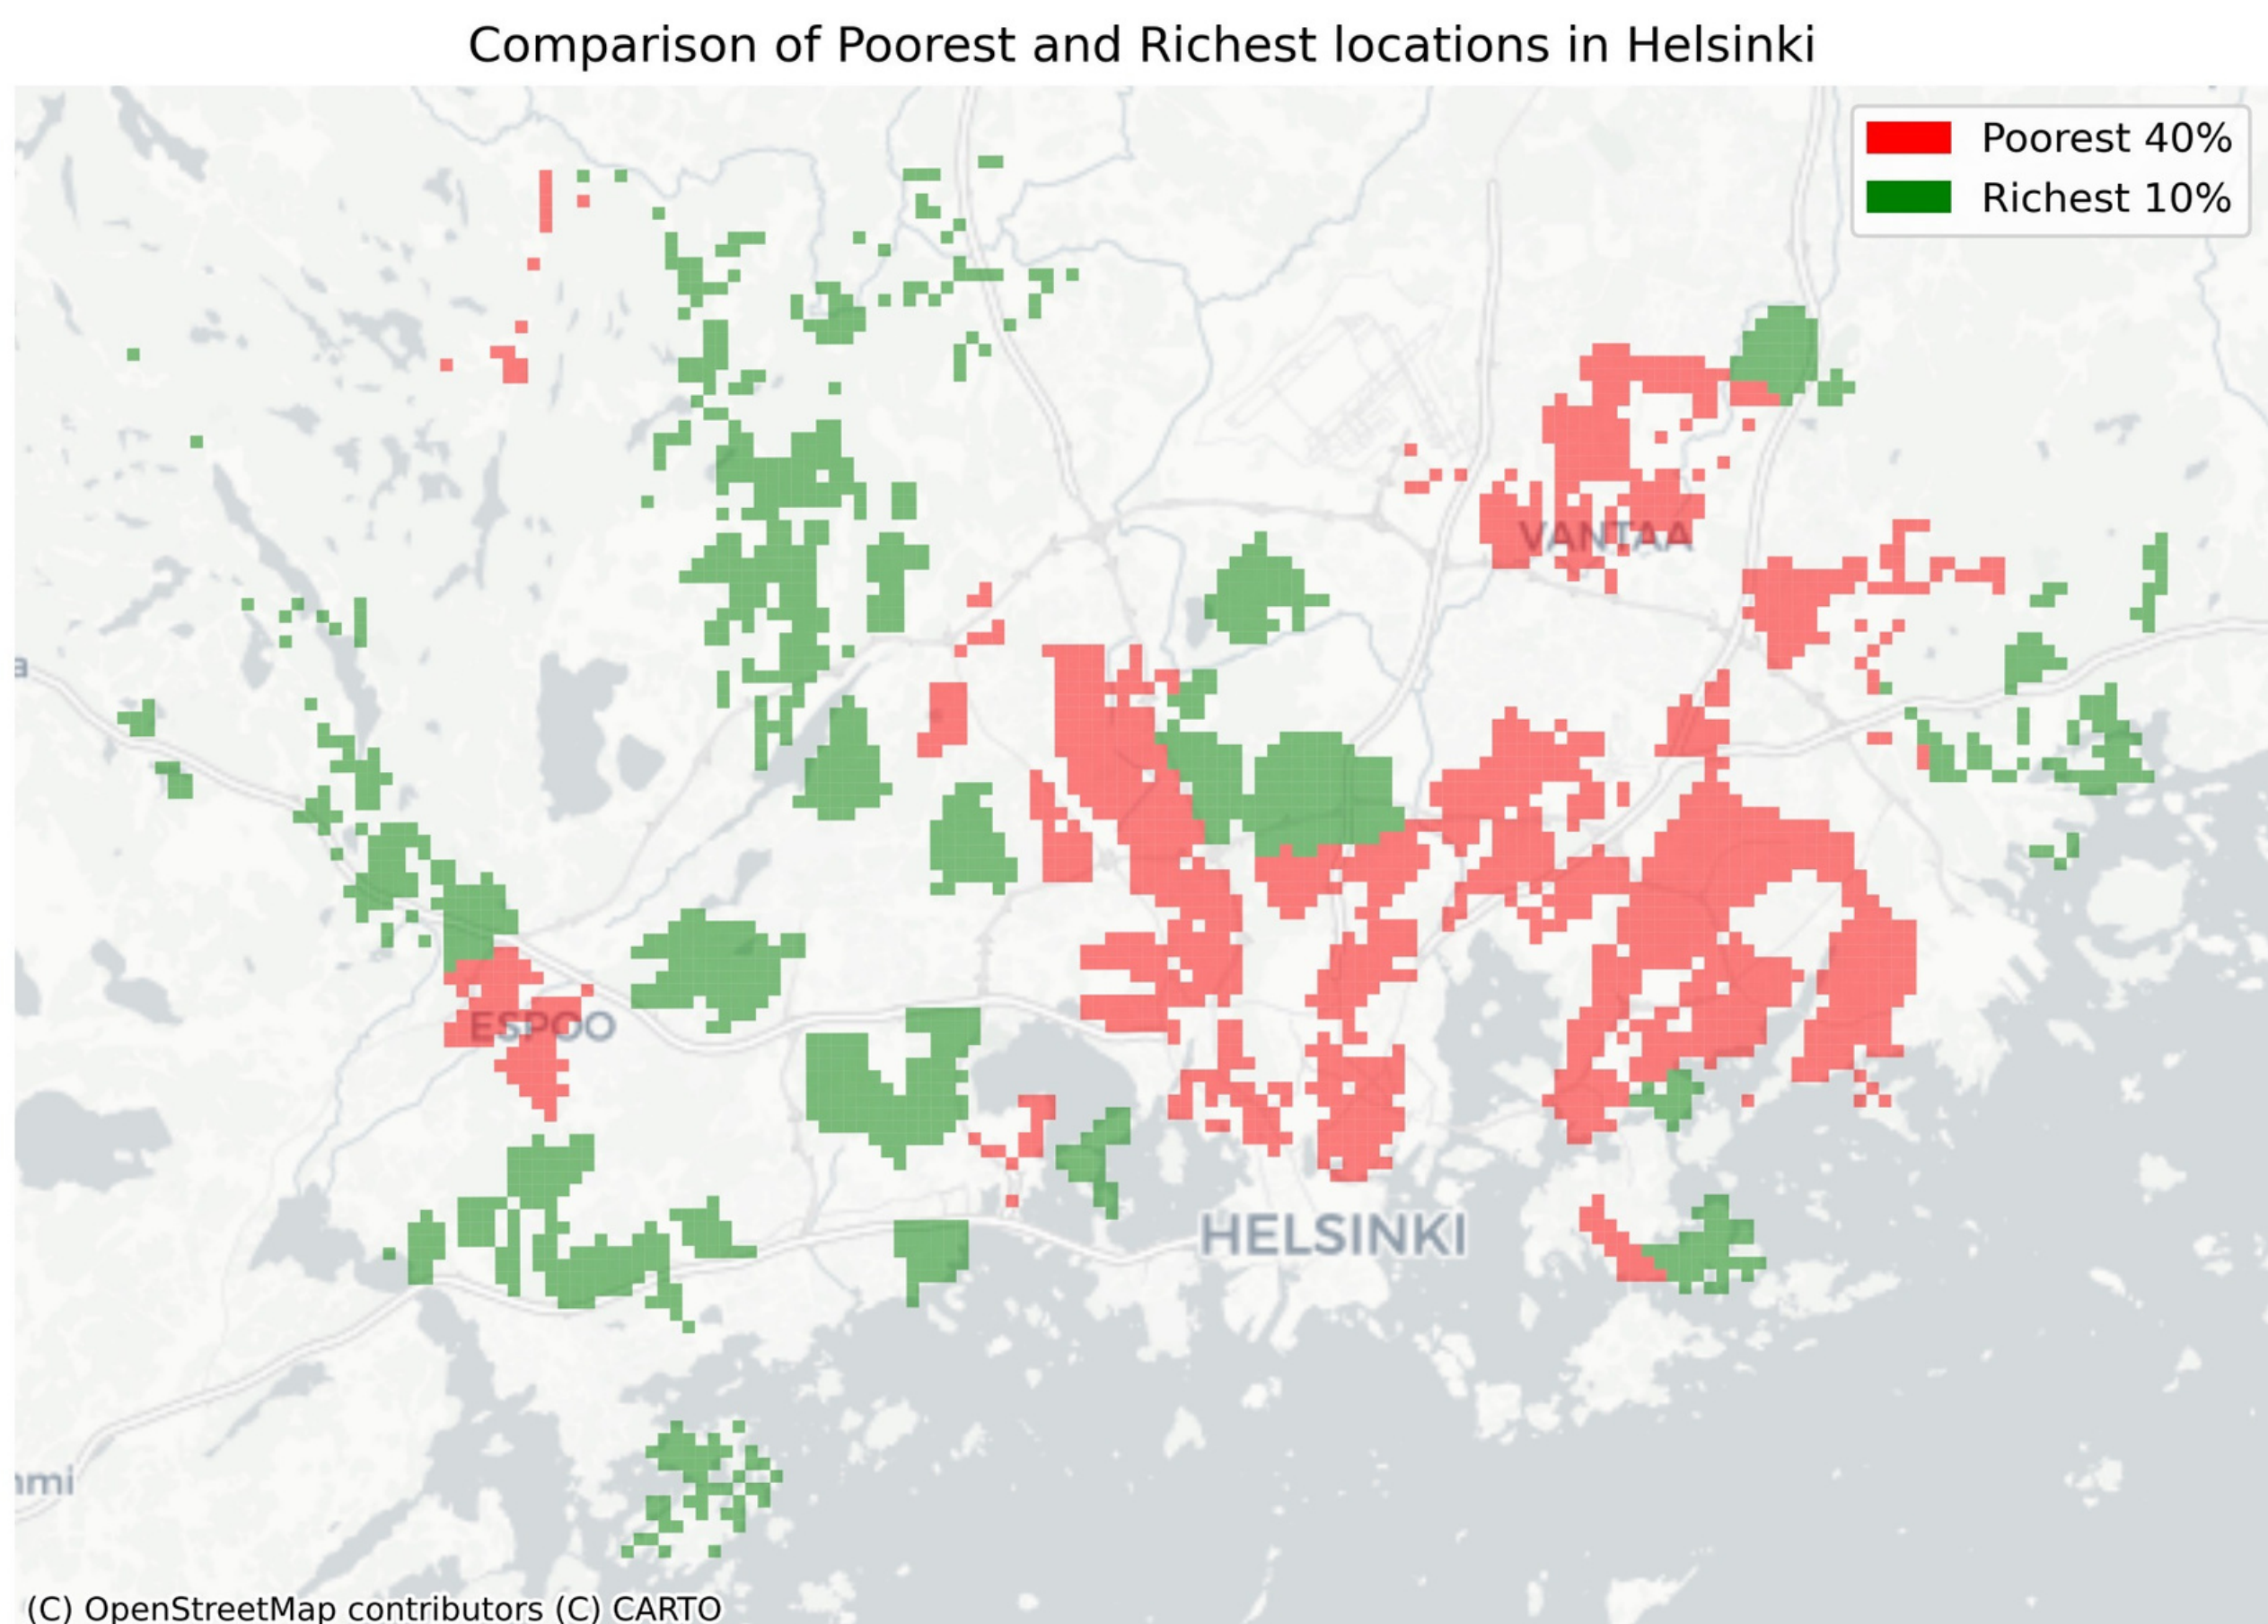 Comparison of Poorest and Richest locations in Helsinki
Poorest 40%
Richest 10%
VANTAA
ESPOO
HELSINKI
(C) OpenStreetMap contributors (C) CARTO